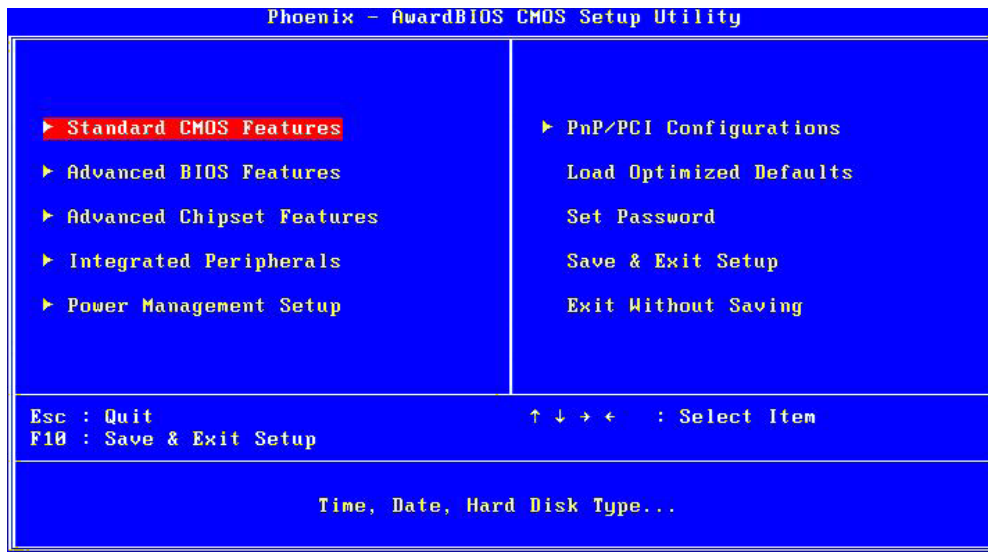 Phoenix - AwardBIOS CMOS Setup Utility
▶ Standard CMOS Features
▶ Advanced BIOS Features
▶ Advanced Chipset Features
▶ Integrated Peripherals
▶ Power Management Setup
▶ PnP/PCI Configurations
Load Optimized Defaults
Set Password
Save & Exit Setup
Exit Without Saving
Esc : Quit
F10 : Save & Exit Setup
↑ ↓ → ← : Select Item
Time, Date, Hard Disk Type...